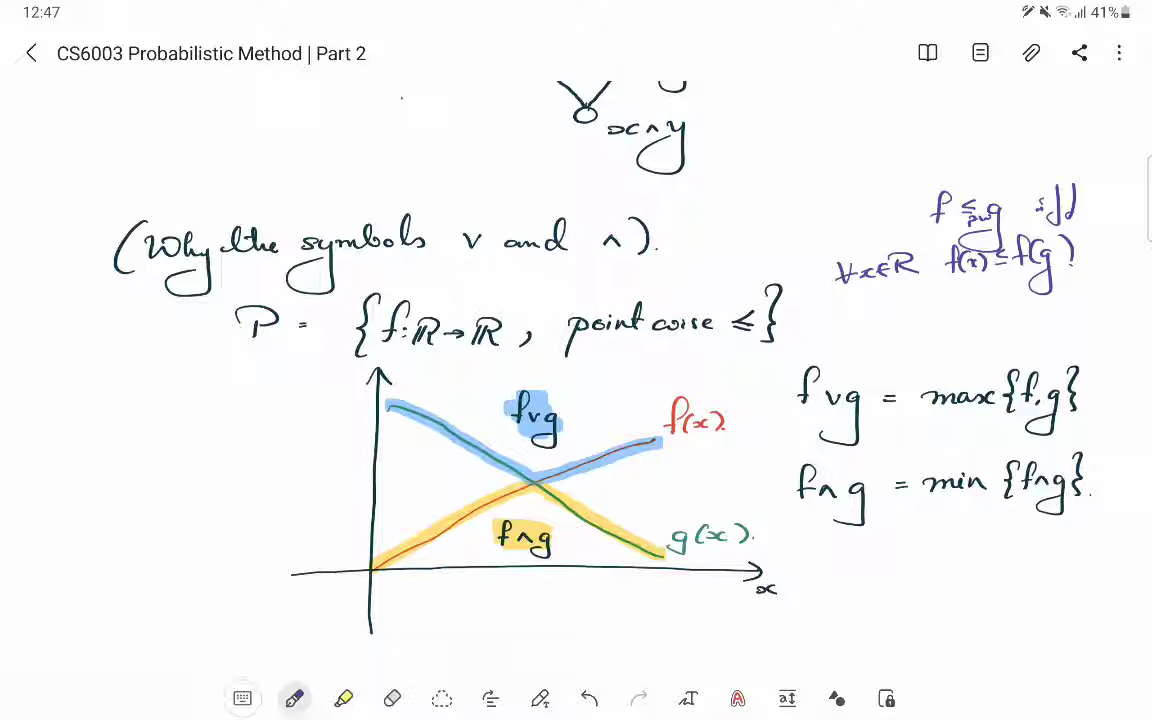 12:47
41%
CS6003 Probabilistic Method | Part 2
x ∧ y
(Why the symbols ∨ and ∧).
f ≤pw g iff
∀x∈ℝ f(x) ≤ f(g)
P = {f: ℝ→ℝ, pointwise ≤}
f∨g
f(x).
f∨g = max{f,g}
f∧g = min {f∧g}.
f∧g
g(x).
x